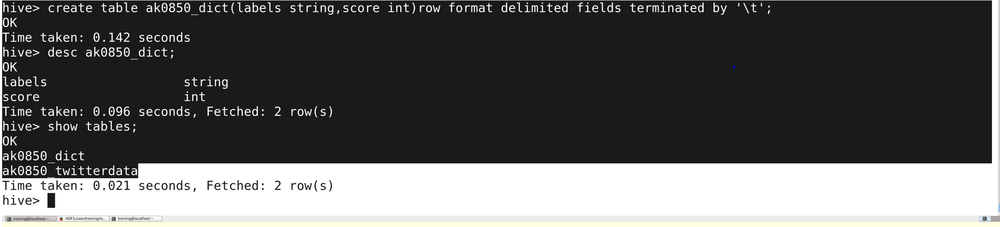 hive> create table ak0850_dict(labels string,score int)row format delimited fields terminated by '\t';
OK
Time taken: 0.142 seconds
hive> desc ak0850_dict;
OK
labels                  string
score                   int
Time taken: 0.096 seconds, Fetched: 2 row(s)
hive> show tables;
OK
ak0850_dict
ak0850_twitterdata
Time taken: 0.021 seconds, Fetched: 2 row(s)
hive>
training@localhost:~ HDFS:/user/training/ra... training@localhost:~